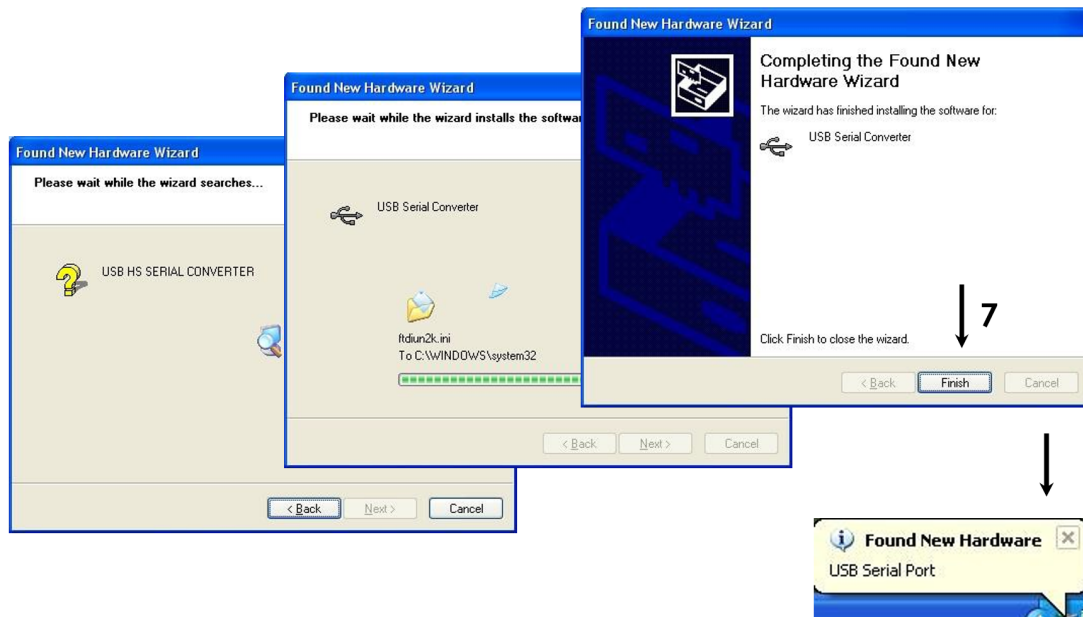 Found New Hardware Wizard
Please wait while the wizard searches...
USB HS SERIAL CONVERTER
< Back Next > Cancel
Found New Hardware Wizard
Please wait while the wizard installs the softwar
USB Serial Converter
ftdiun2k.ini
To C:\WINDOWS\system32
< Back Next > Cancel
Found New Hardware Wizard
Completing the Found New
Hardware Wizard
The wizard has finished installing the software for:
USB Serial Converter
7
Click Finish to close the wizard.
< Back Finish Cancel
Found New Hardware
USB Serial Port